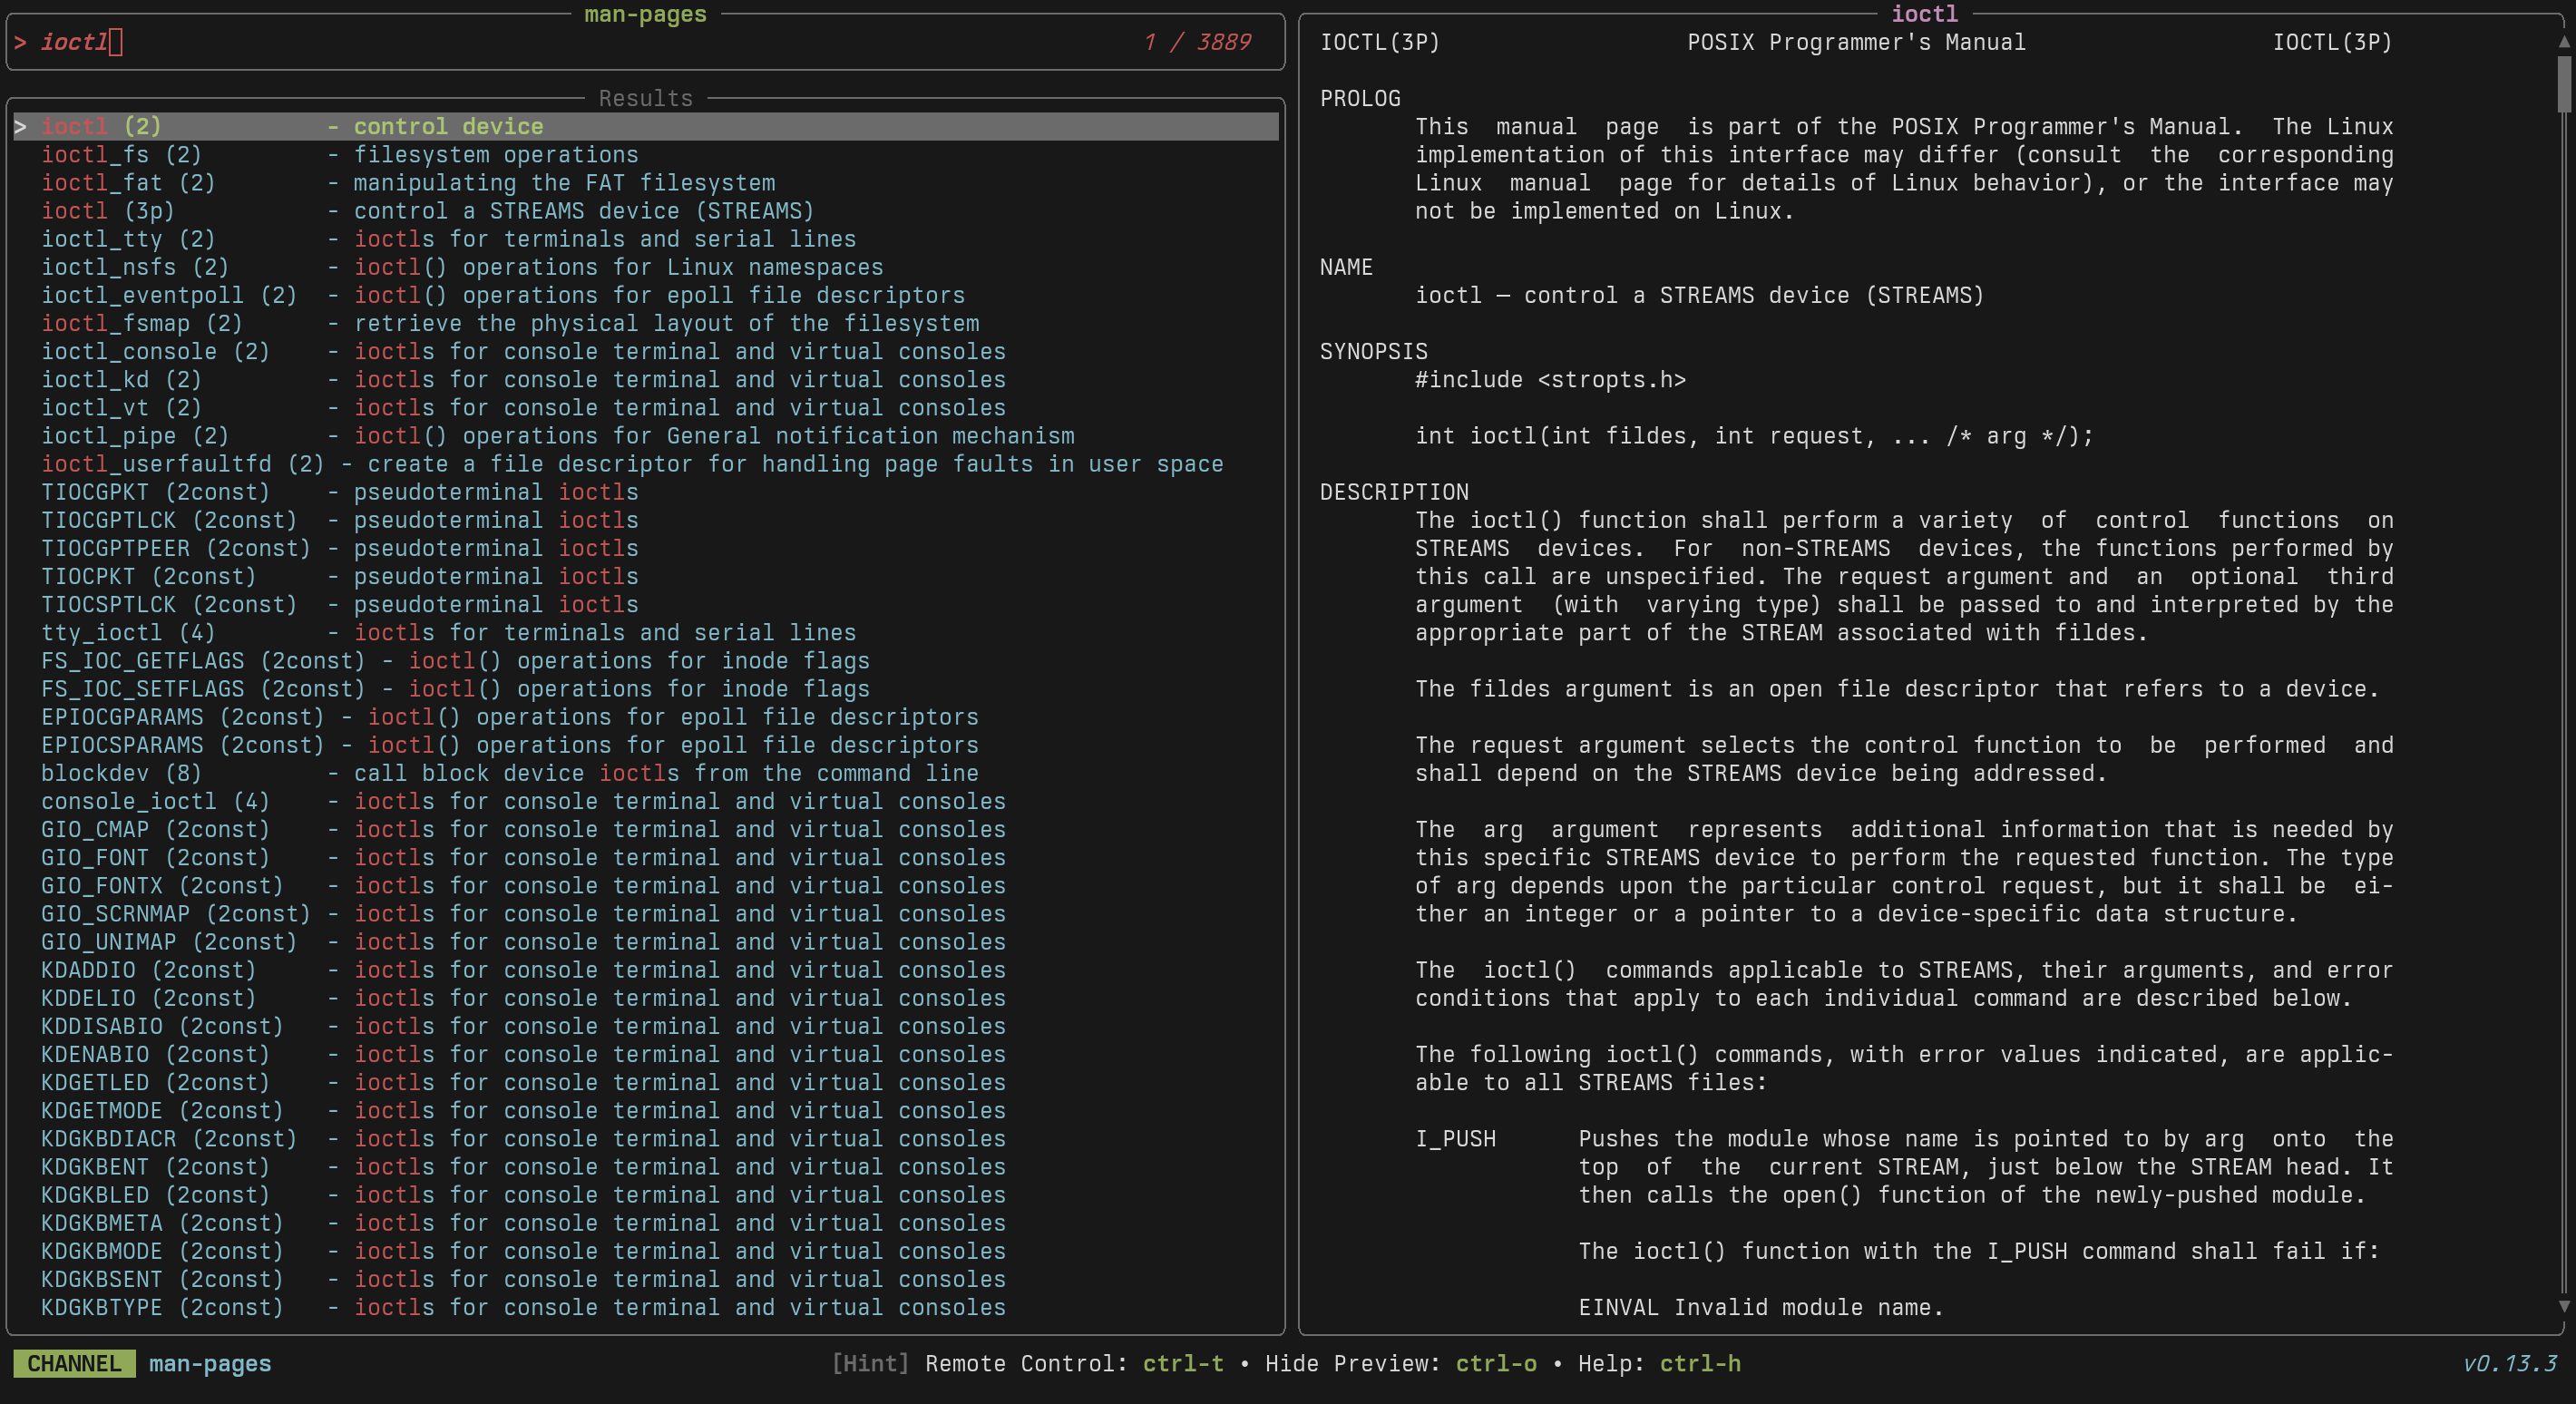 man-pages
> ioctl 1 / 3889
Results
> ioctl (2)            - control device
ioctl_fs (2)         - filesystem operations
ioctl_fat (2)        - manipulating the FAT filesystem
ioctl (3p)           - control a STREAMS device (STREAMS)
ioctl_tty (2)        - ioctls for terminals and serial lines
ioctl_nsfs (2)       - ioctl() operations for Linux namespaces
ioctl_eventpoll (2)  - ioctl() operations for epoll file descriptors
ioctl_fsmap (2)      - retrieve the physical layout of the filesystem
ioctl_console (2)    - ioctls for console terminal and virtual consoles
ioctl_kd (2)         - ioctls for console terminal and virtual consoles
ioctl_vt (2)         - ioctls for console terminal and virtual consoles
ioctl_pipe (2)       - ioctl() operations for General notification mechanism
ioctl_userfaultfd (2) - create a file descriptor for handling page faults in user space
TIOCGPKT (2const)    - pseudoterminal ioctls
TIOCGPTLCK (2const)  - pseudoterminal ioctls
TIOCGPTPEER (2const) - pseudoterminal ioctls
TIOCPKT (2const)     - pseudoterminal ioctls
TIOCSPTLCK (2const)  - pseudoterminal ioctls
tty_ioctl (4)        - ioctls for terminals and serial lines
FS_IOC_GETFLAGS (2const) - ioctl() operations for inode flags
FS_IOC_SETFLAGS (2const) - ioctl() operations for inode flags
EPIOCGPARAMS (2const) - ioctl() operations for epoll file descriptors
EPIOCSPARAMS (2const) - ioctl() operations for epoll file descriptors
blockdev (8)         - call block device ioctls from the command line
console_ioctl (4)    - ioctls for console terminal and virtual consoles
GIO_CMAP (2const)    - ioctls for console terminal and virtual consoles
GIO_FONT (2const)    - ioctls for console terminal and virtual consoles
GIO_FONTX (2const)   - ioctls for console terminal and virtual consoles
GIO_SCRNMAP (2const) - ioctls for console terminal and virtual consoles
GIO_UNIMAP (2const)  - ioctls for console terminal and virtual consoles
KDADDIO (2const)     - ioctls for console terminal and virtual consoles
KDDELIO (2const)     - ioctls for console terminal and virtual consoles
KDDISABIO (2const)   - ioctls for console terminal and virtual consoles
KDENABIO (2const)    - ioctls for console terminal and virtual consoles
KDGETLED (2const)    - ioctls for console terminal and virtual consoles
KDGETMODE (2const)   - ioctls for console terminal and virtual consoles
KDGKBDIACR (2const)  - ioctls for console terminal and virtual consoles
KDGKBENT (2const)    - ioctls for console terminal and virtual consoles
KDGKBLED (2const)    - ioctls for console terminal and virtual consoles
KDGKBMETA (2const)   - ioctls for console terminal and virtual consoles
KDGKBMODE (2const)   - ioctls for console terminal and virtual consoles
KDGKBSENT (2const)   - ioctls for console terminal and virtual consoles
KDGKBTYPE (2const)   - ioctls for console terminal and virtual consoles
ioctl
IOCTL(3P) POSIX Programmer's Manual IOCTL(3P)
PROLOG
This manual page is part of the POSIX Programmer's Manual. The Linux
implementation of this interface may differ (consult the corresponding
Linux manual page for details of Linux behavior), or the interface may
not be implemented on Linux.
NAME
ioctl — control a STREAMS device (STREAMS)
SYNOPSIS
#include <stropts.h>
int ioctl(int fildes, int request, ... /* arg */);
DESCRIPTION
The ioctl() function shall perform a variety of control functions on
STREAMS devices. For non-STREAMS devices, the functions performed by
this call are unspecified. The request argument and an optional third
argument (with varying type) shall be passed to and interpreted by the
appropriate part of the STREAM associated with fildes.
The fildes argument is an open file descriptor that refers to a device.
The request argument selects the control function to be performed and
shall depend on the STREAMS device being addressed.
The arg argument represents additional information that is needed by
this specific STREAMS device to perform the requested function. The type
of arg depends upon the particular control request, but it shall be ei-
ther an integer or a pointer to a device-specific data structure.
The ioctl() commands applicable to STREAMS, their arguments, and error
conditions that apply to each individual command are described below.
The following ioctl() commands, with error values indicated, are applic-
able to all STREAMS files:
I_PUSH Pushes the module whose name is pointed to by arg onto the
top of the current STREAM, just below the STREAM head. It
then calls the open() function of the newly-pushed module.
The ioctl() function with the I_PUSH command shall fail if:
EINVAL Invalid module name.
CHANNEL man-pages [Hint] Remote Control: ctrl-t • Hide Preview: ctrl-o • Help: ctrl-h v0.13.3